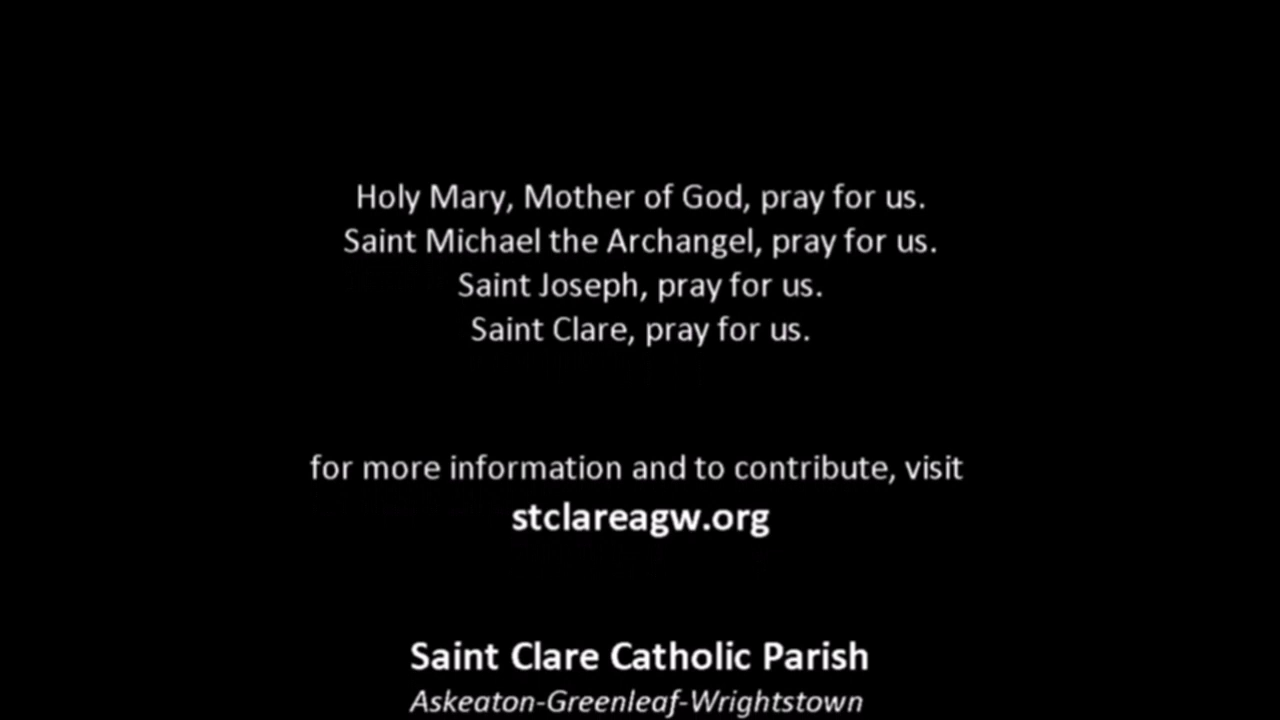 Holy Mary, Mother of God, pray for us.
Saint Michael the Archangel, pray for us.
Saint Joseph, pray for us.
Saint Clare, pray for us.
for more information and to contribute, visit
stclareagw.org
Saint Clare Catholic Parish
Askeaton-Greenleaf-Wrightstown